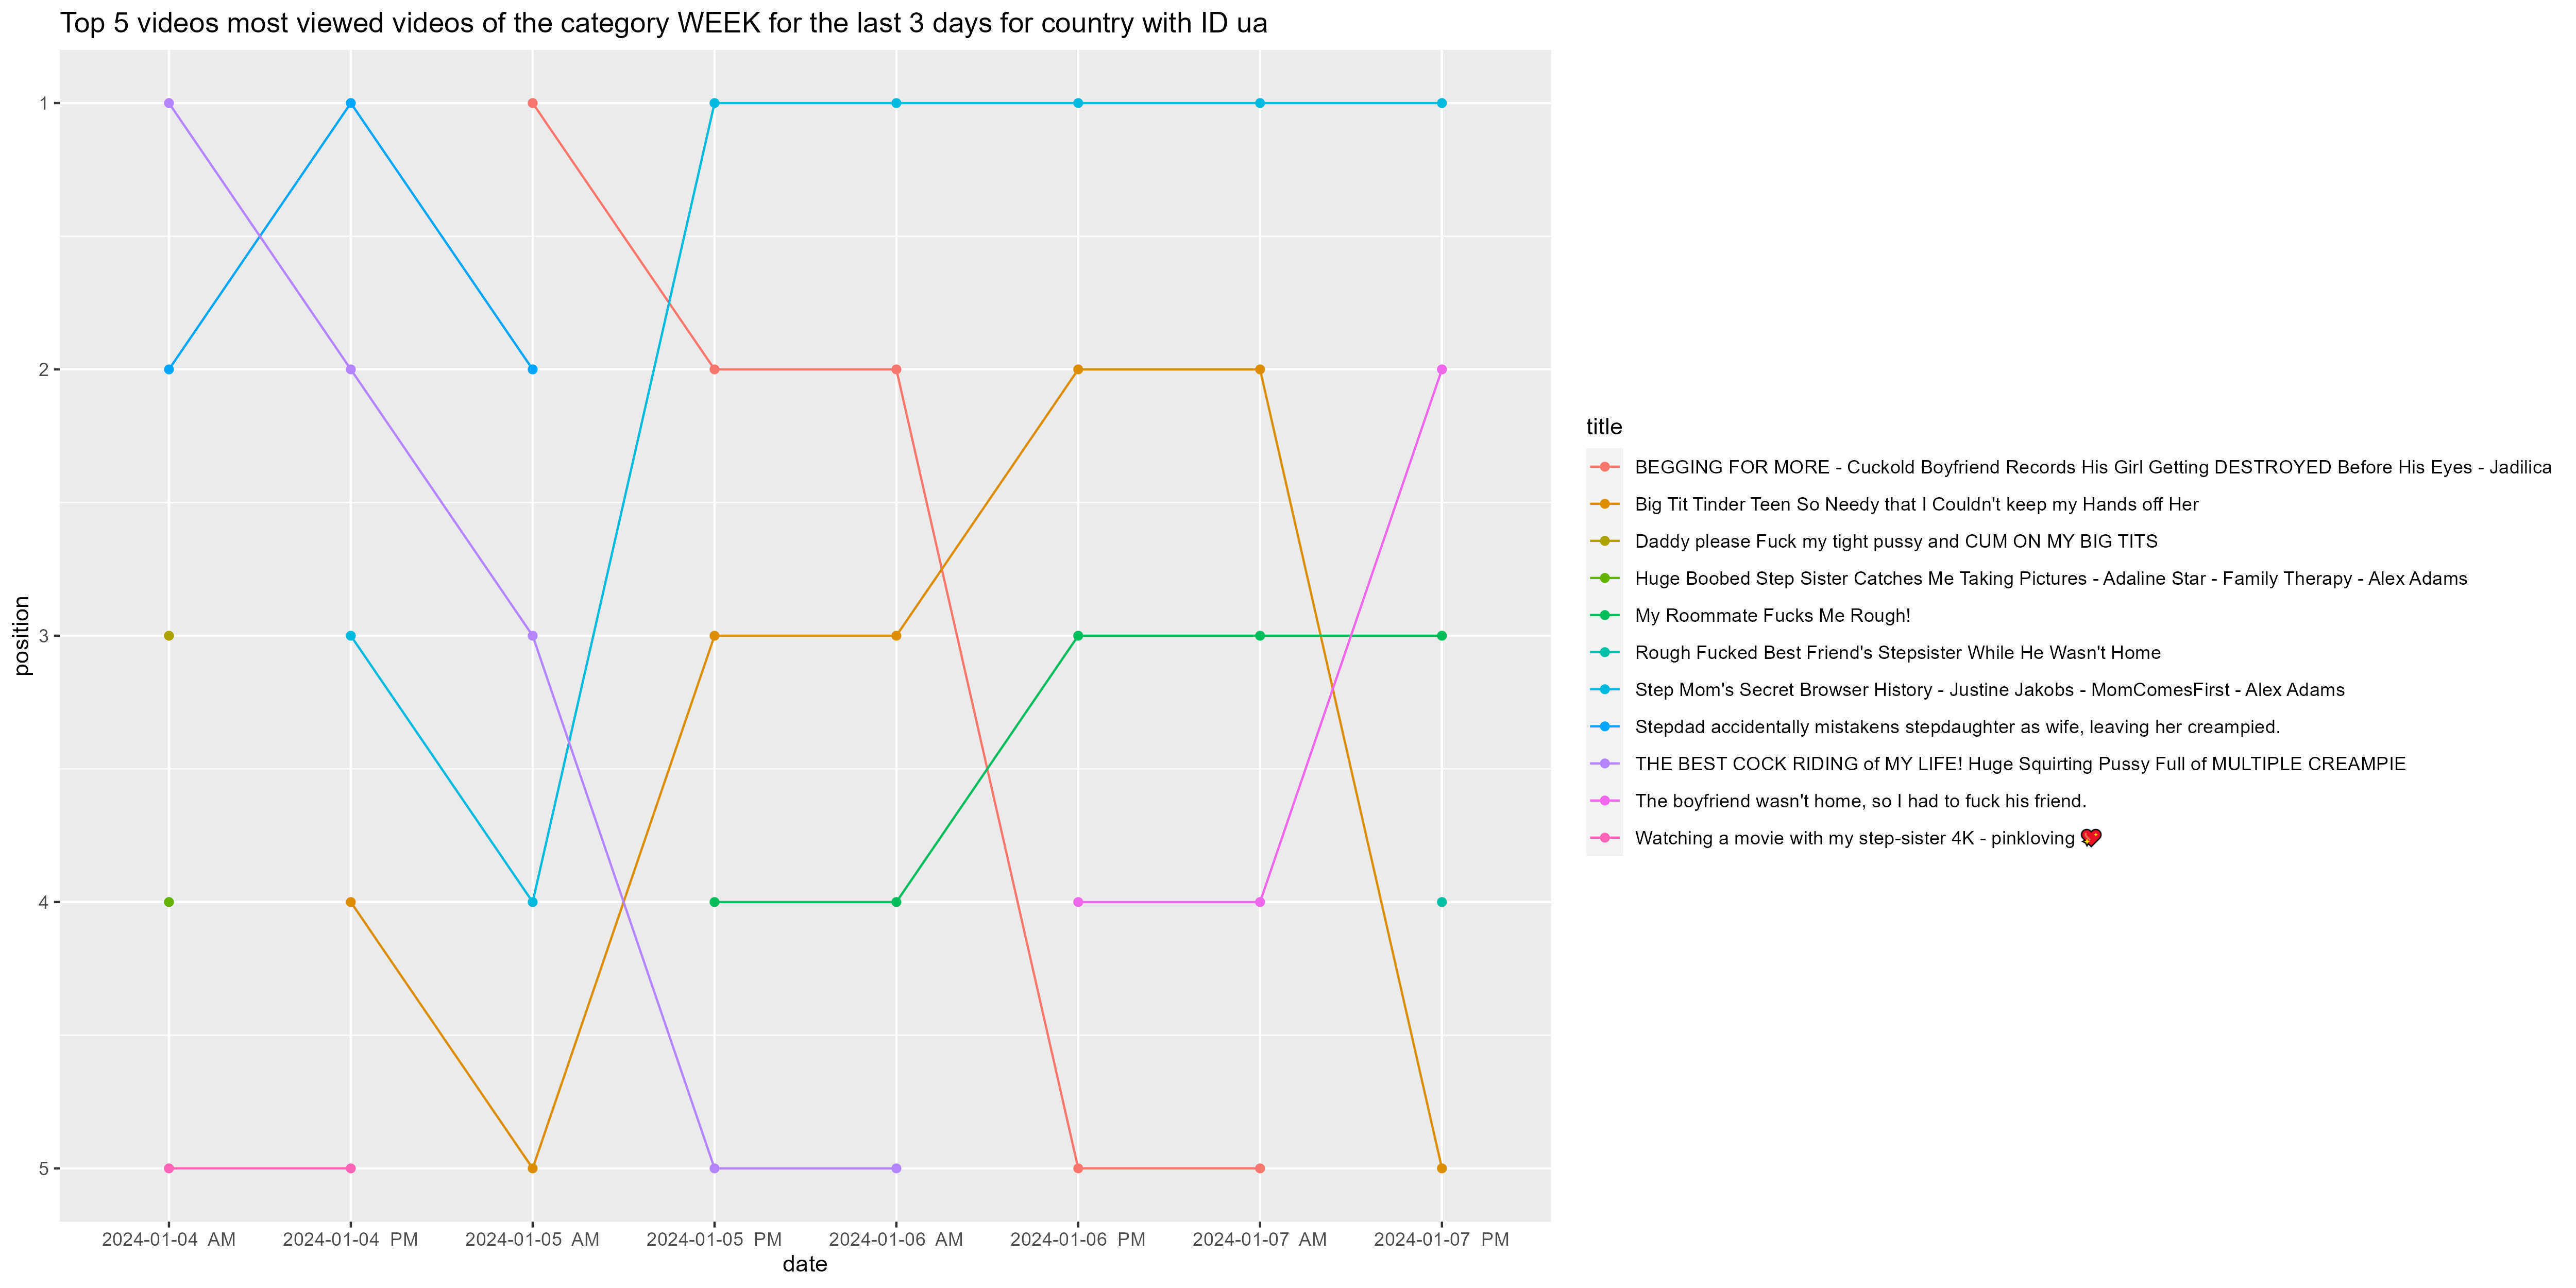 Top 5 videos most viewed videos of the category WEEK for the last 3 days for country with ID ua
position
1
2
3
4
5
2024-01-04 AM
2024-01-04 PM
2024-01-05 AM
2024-01-05 PM
2024-01-06 AM
2024-01-06 PM
2024-01-07 AM
2024-01-07 PM
date
title
BEGGING FOR MORE - Cuckold Boyfriend Records His Girl Getting DESTROYED Before His Eyes - Jadilica
Big Tit Tinder Teen So Needy that I Couldn't keep my Hands off Her
Daddy please Fuck my tight pussy and CUM ON MY BIG TITS
Huge Boobed Step Sister Catches Me Taking Pictures - Adaline Star - Family Therapy - Alex Adams
My Roommate Fucks Me Rough!
Rough Fucked Best Friend's Stepsister While He Wasn't Home
Step Mom's Secret Browser History - Justine Jakobs - MomComesFirst - Alex Adams
Stepdad accidentally mistakens stepdaughter as wife, leaving her creampied.
THE BEST COCK RIDING of MY LIFE! Huge Squirting Pussy Full of MULTIPLE CREAMPIE
The boyfriend wasn't home, so I had to fuck his friend.
Watching a movie with my step-sister 4K - pinkloving 💖